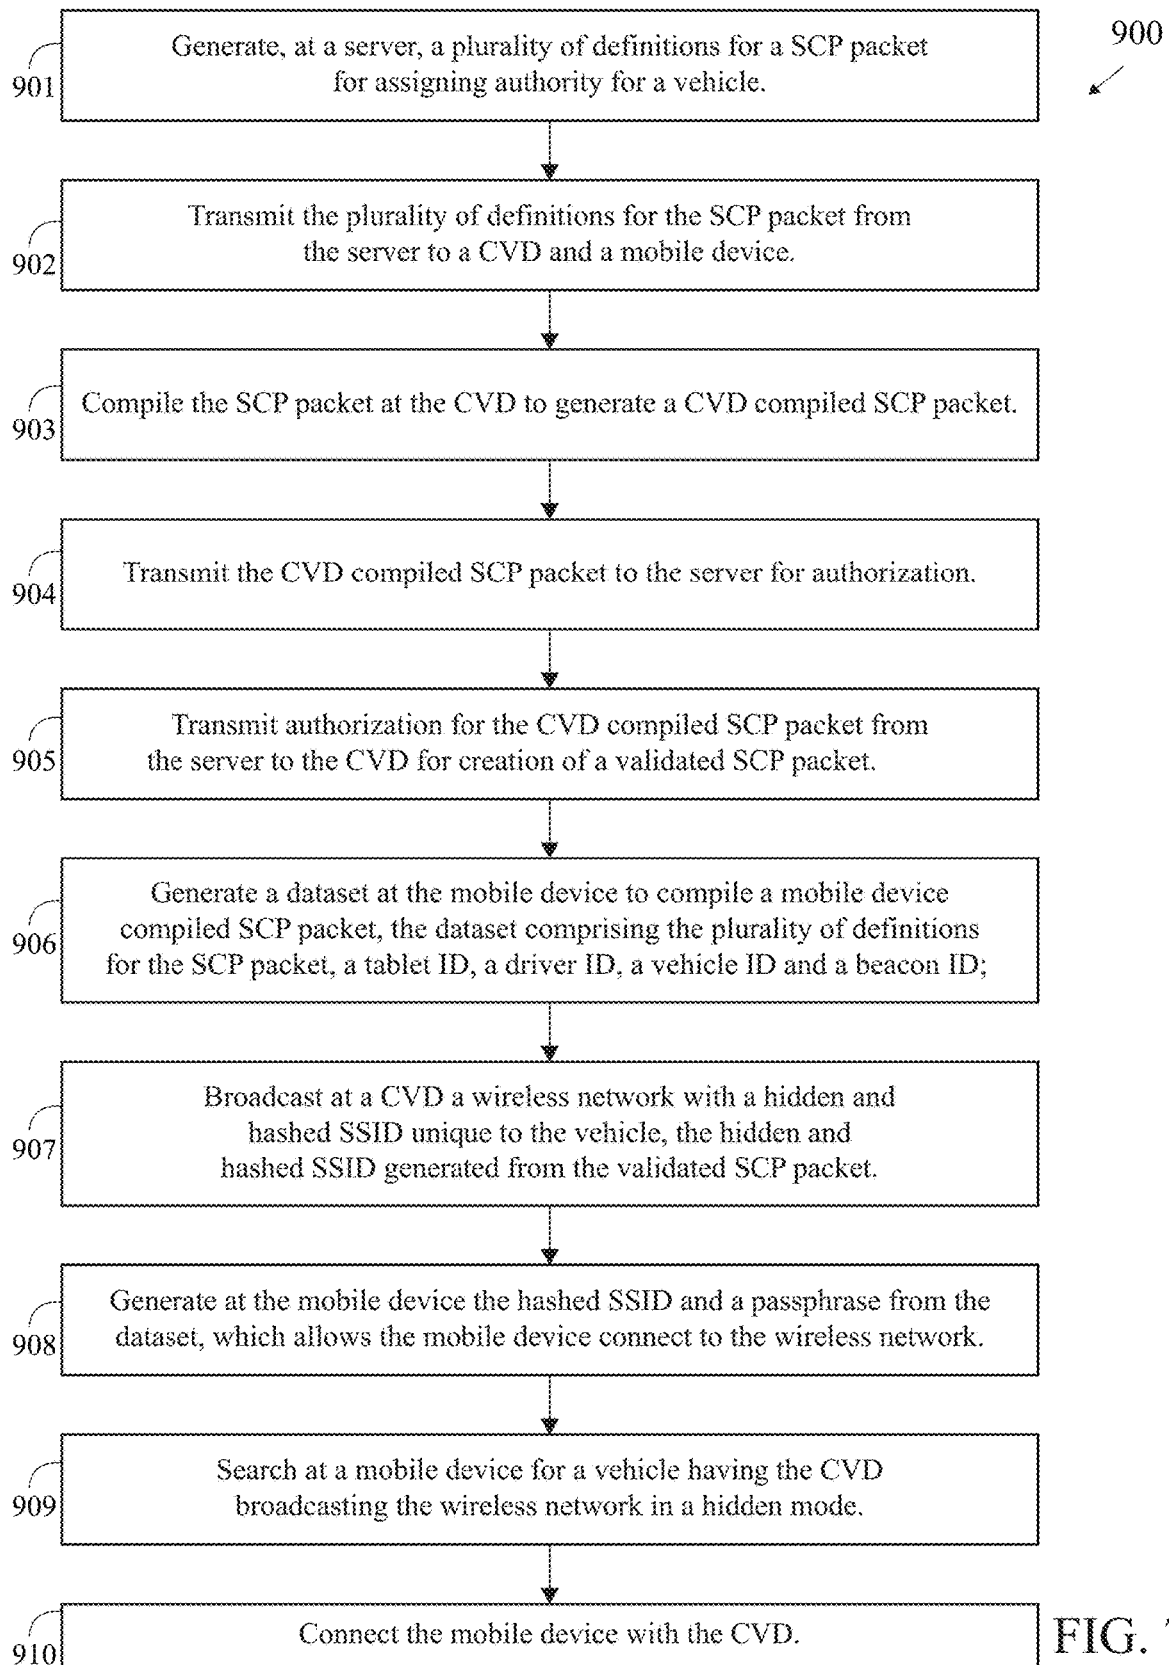 900
Generate, at a server, a plurality of definitions for a SCP packet
for assigning authority for a vehicle.
901
Transmit the plurality of definitions for the SCP packet from
the server to a CVD and a mobile device.
902
Compile the SCP packet at the CVD to generate a CVD compiled SCP packet.
903
Transmit the CVD compiled SCP packet to the server for authorization.
904
Transmit authorization for the CVD compiled SCP packet from
the server to the CVD for creation of a validated SCP packet.
905
Generate a dataset at the mobile device to compile a mobile device
compiled SCP packet, the dataset comprising the plurality of definitions
for the SCP packet, a tablet ID, a driver ID, a vehicle ID and a beacon ID;
906
Broadcast at a CVD a wireless network with a hidden and
hashed SSID unique to the vehicle, the hidden and
hashed SSID generated from the validated SCP packet.
907
Generate at the mobile device the hashed SSID and a passphrase from the
dataset, which allows the mobile device connect to the wireless network.
908
Search at a mobile device for a vehicle having the CVD
broadcasting the wireless network in a hidden mode.
909
Connect the mobile device with the CVD.
910
FIG.